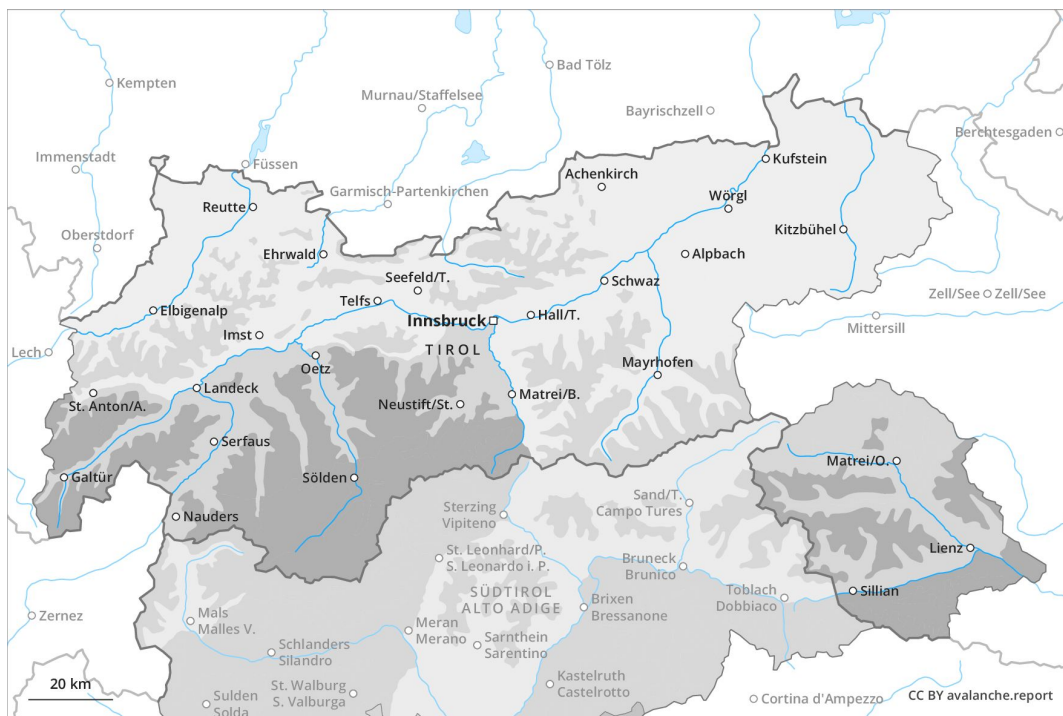 Kempten
Bad Tölz
Murnau/Staffelsee
Bayrischzell
Berchtesgaden
Immenstadt
Füssen
Kufstein
Achenkirch
Garmisch-Partenkirchen
Wörgl
Reutte
Kitzbühel
Oberstdorf
Ehrwald
Alpbach
Seefeld/T.
Schwaz
Zell/See
Zell/See
Telfs
Elbigenalp
Innsbruck
Hall/T.
Mittersill
Imst
TIROL
Lech
Oetz
Mayrhofen
Landeck
St. Anton/A.
Neustift/St.
Matrei/B.
Serfaus
Matrei/O.
Galtür
Sölden
Sand/T.
Campo Tures
Sterzing
Vipiteno
Nauders
Lienz
St. Leonhard/P.
S. Leonardo i. P.
Bruneck
Brunico
SÜDTIROL
ALTO ADIGE
Toblach
Dobbiaco
Sillian
Brixen
Bressanone
Zernez
Mals
Malles V.
Meran
Merano
Sarnthein
Sarentino
Schlanders
Silandro
20 km
St. Walburg
S. Valburga
Kastelruth
Castelrotto
Sulden
Solda
Cortina d'Ampezzo
CC BY avalanche.report